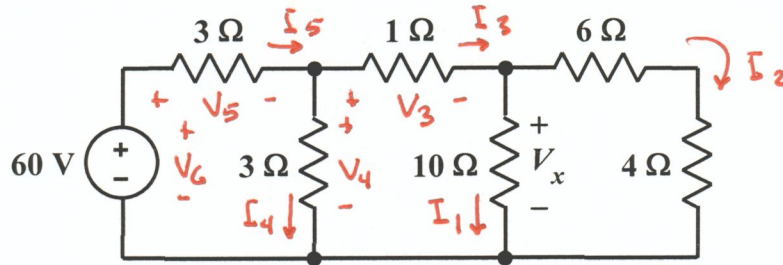 3 Ω I5 1 Ω I3 6 Ω I2
+ V5 - + V3 -
60 V + - + V6 - 3 Ω + V4 - 10 Ω + Vx - 4 Ω
I4 I1